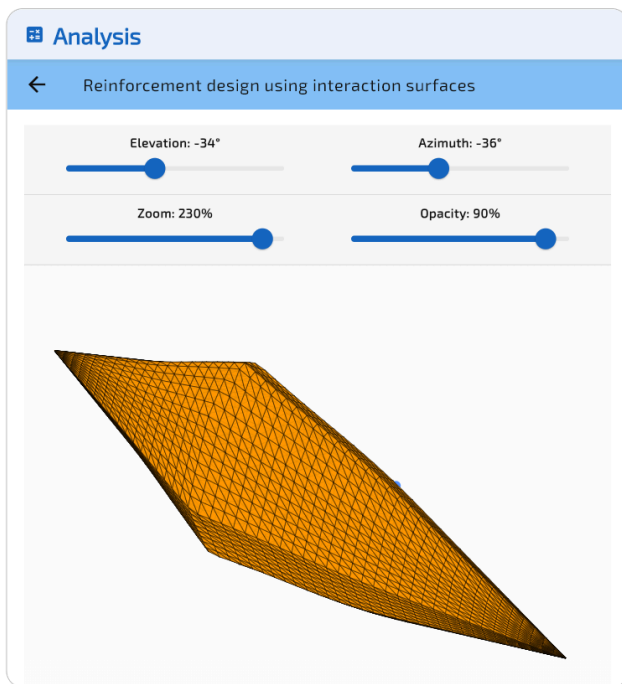 Analysis
Reinforcement design using interaction surfaces
Elevation: -34°
Azimuth: -36°
Zoom: 230%
Opacity: 90%